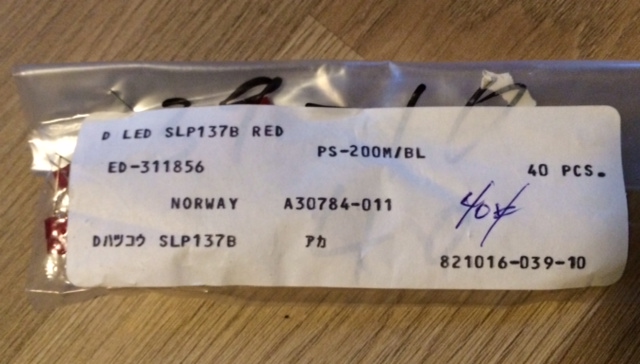 D LED SLP137B RED
PS-200M/BL
ED-311856
40 PCS.
NORWAY A30784-011
Dハツコウ SLP137B アカ
821016-039-10